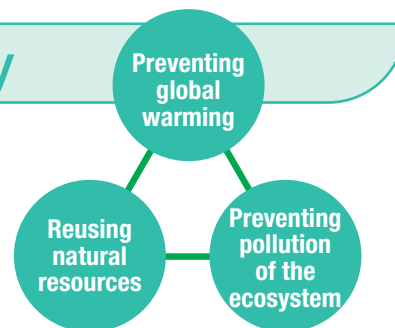 Preventing
global
warming
Reusing
natural
resources
Preventing
pollution
of the
ecosystem